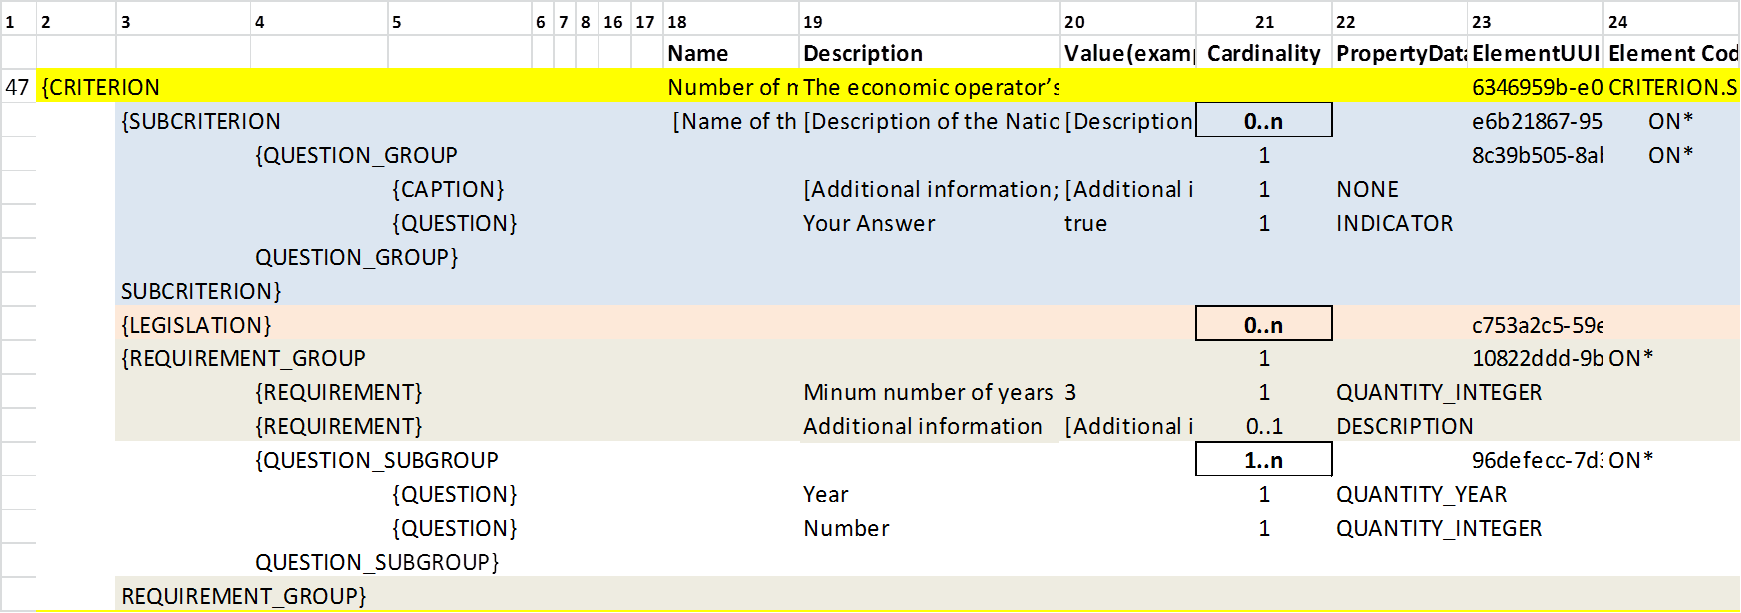 1 2 3 4 5 6 7 8 16 17 18 19 20 21 22 23 24
Name Description Value(examp Cardinality PropertyData ElementUUI Element Cod
47 {CRITERION Number of m The economic operator’s 6346959b-e0 CRITERION.S
{SUBCRITERION [Name of th [Description of the Natio [Description 0..n e6b21867-95 ON*
{QUESTION_GROUP 1 8c39b505-8al ON*
{CAPTION} [Additional information; [Additional i 1 NONE
{QUESTION} Your Answer true 1 INDICATOR
QUESTION_GROUP}
SUBCRITERION}
{LEGISLATION} 0..n c753a2c5-59e
{REQUIREMENT_GROUP 1 10822ddd-9b ON*
{REQUIREMENT} Minum number of years 3 1 QUANTITY_INTEGER
{REQUIREMENT} Additional information [Additional i 0..1 DESCRIPTION
{QUESTION_SUBGROUP 1..n 96defecc-7d3 ON*
{QUESTION} Year 1 QUANTITY_YEAR
{QUESTION} Number 1 QUANTITY_INTEGER
QUESTION_SUBGROUP}
REQUIREMENT_GROUP}